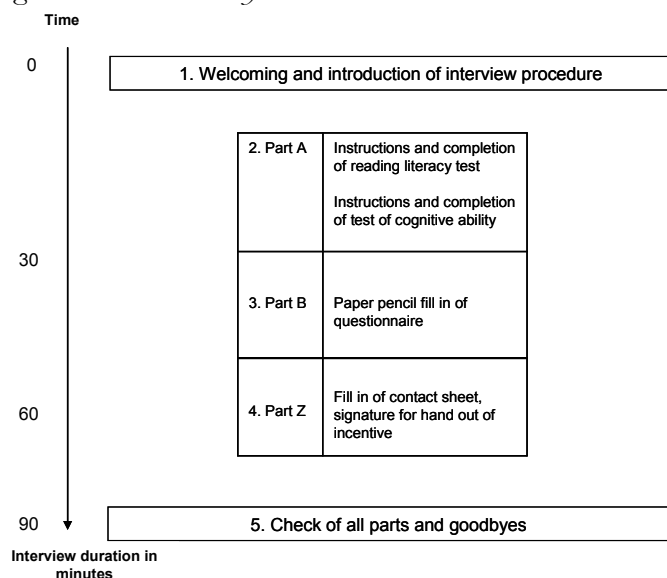 Time
0
1. Welcoming and introduction of interview procedure
2. Part A
Instructions and completion
of reading literacy test
Instructions and completion
of test of cognitive ability
30
3. Part B
Paper pencil fill in of
questionnaire
60
4. Part Z
Fill in of contact sheet,
signature for hand out of
incentive
90
5. Check of all parts and goodbyes
Interview duration in
minutes